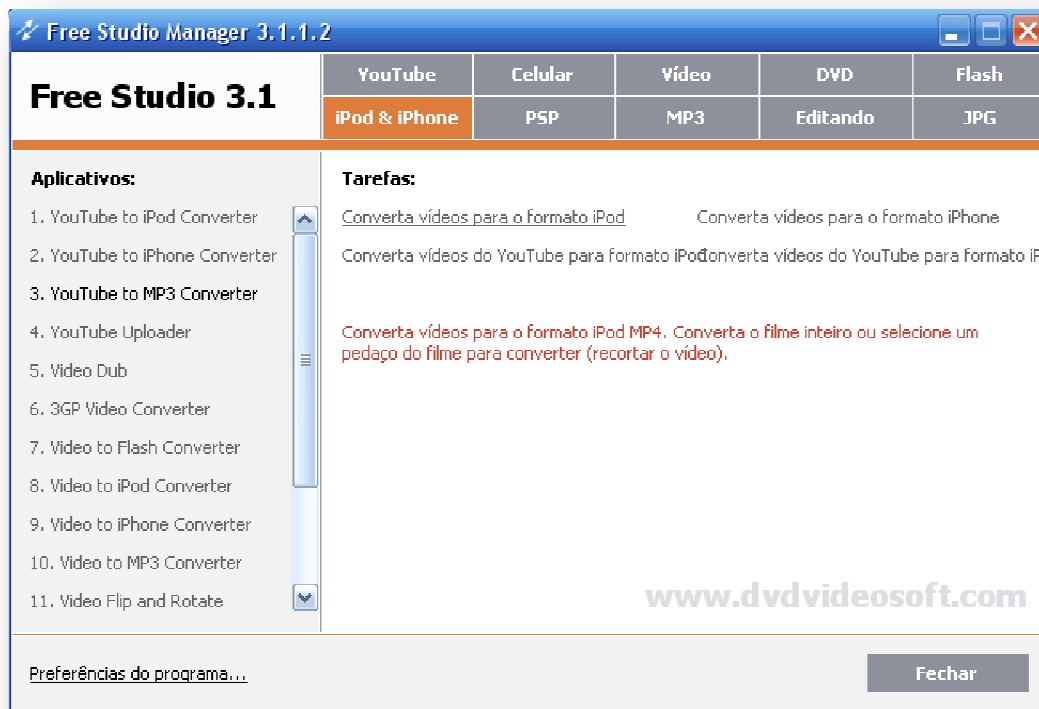 Free Studio Manager 3.1.1.2
Free Studio 3.1
YouTube Celular Vídeo DVD Flash
iPod & iPhone PSP MP3 Editando JPG
Aplicativos:
1. YouTube to iPod Converter
2. YouTube to iPhone Converter
3. YouTube to MP3 Converter
4. YouTube Uploader
5. Video Dub
6. 3GP Video Converter
7. Video to Flash Converter
8. Video to iPod Converter
9. Video to iPhone Converter
10. Video to MP3 Converter
11. Video Flip and Rotate
Tarefas:
Converta vídeos para o formato iPod Converta vídeos para o formato iPhone
Converta vídeos do YouTube para formato iPod Converta vídeos do YouTube para formato iP
Converta vídeos para o formato iPod MP4. Converta o filme inteiro ou selecione um
pedaço do filme para converter (recortar o vídeo).
www.dvdvideosoft.com
Preferências do programa...
Fechar